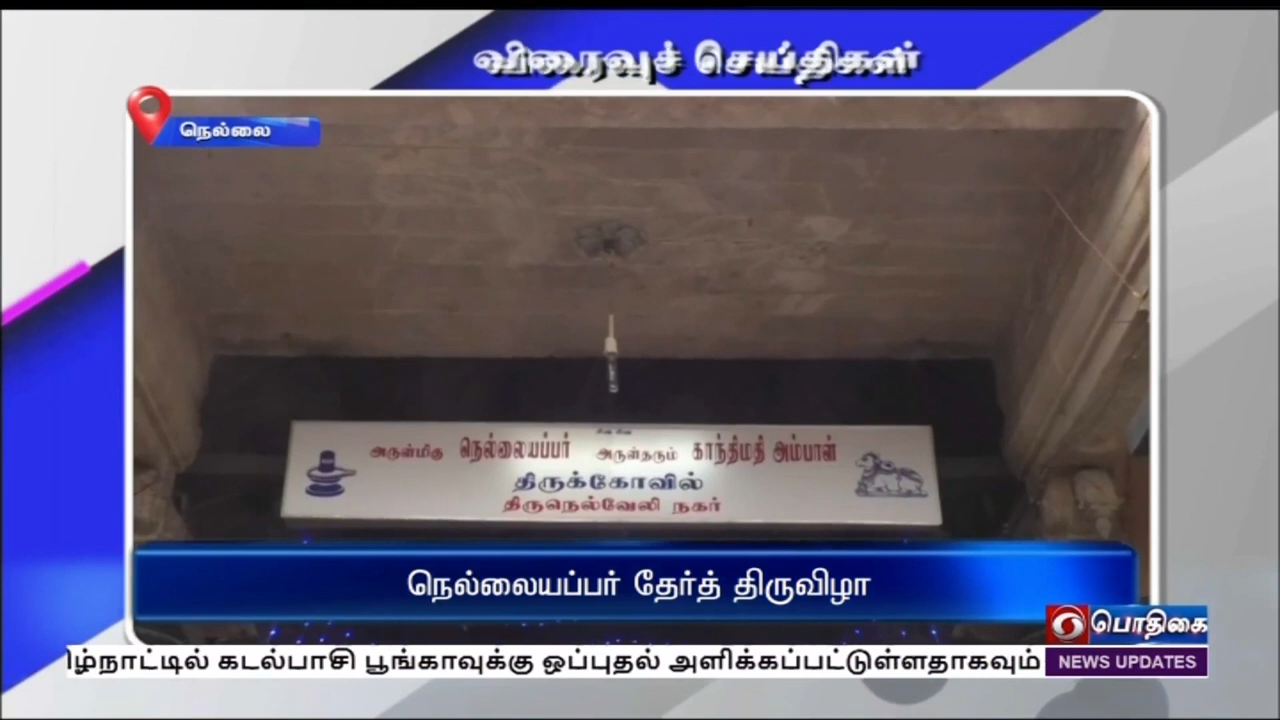 விரைவுச் செய்திகள்
நெல்லை
அருள்மிகு நெல்லையப்பர் அருள்தரும் காந்திமதி அம்பாள்
திருக்கோவில்
திருநெல்வேலி நகர்
நெல்லையப்பர் தேர்த் திருவிழா
பொதிகை
ழ்நாட்டில் கடல்பாசி பூங்காவுக்கு ஒப்புதல் அளிக்கப்பட்டுள்ளதாகவும்
NEWS UPDATES